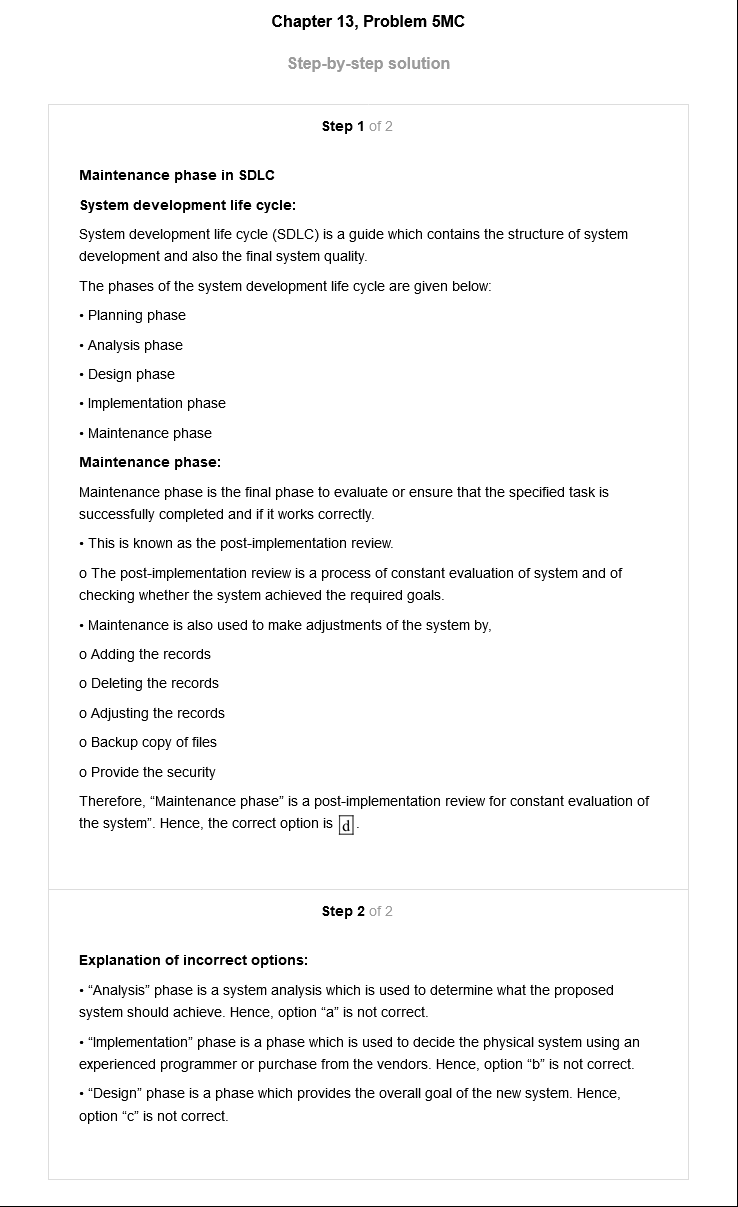 Chapter 13, Problem 5MC
Step-by-step solution
Step 1 of 2
Maintenance phase in SDLC
System development life cycle:
System development life cycle (SDLC) is a guide which contains the structure of system
development and also the final system quality.
The phases of the system development life cycle are given below:
• Planning phase
• Analysis phase
• Design phase
• Implementation phase
• Maintenance phase
Maintenance phase:
Maintenance phase is the final phase to evaluate or ensure that the specified task is
successfully completed and if it works correctly.
• This is known as the post-implementation review.
o The post-implementation review is a process of constant evaluation of system and of
checking whether the system achieved the required goals.
• Maintenance is also used to make adjustments of the system by,
o Adding the records
o Deleting the records
o Adjusting the records
o Backup copy of files
o Provide the security
Therefore, “Maintenance phase” is a post-implementation review for constant evaluation of
the system”. Hence, the correct option is d.
Step 2 of 2
Explanation of incorrect options:
• “Analysis” phase is a system analysis which is used to determine what the proposed
system should achieve. Hence, option “a” is not correct.
• “Implementation” phase is a phase which is used to decide the physical system using an
experienced programmer or purchase from the vendors. Hence, option “b” is not correct.
• “Design” phase is a phase which provides the overall goal of the new system. Hence,
option “c” is not correct.